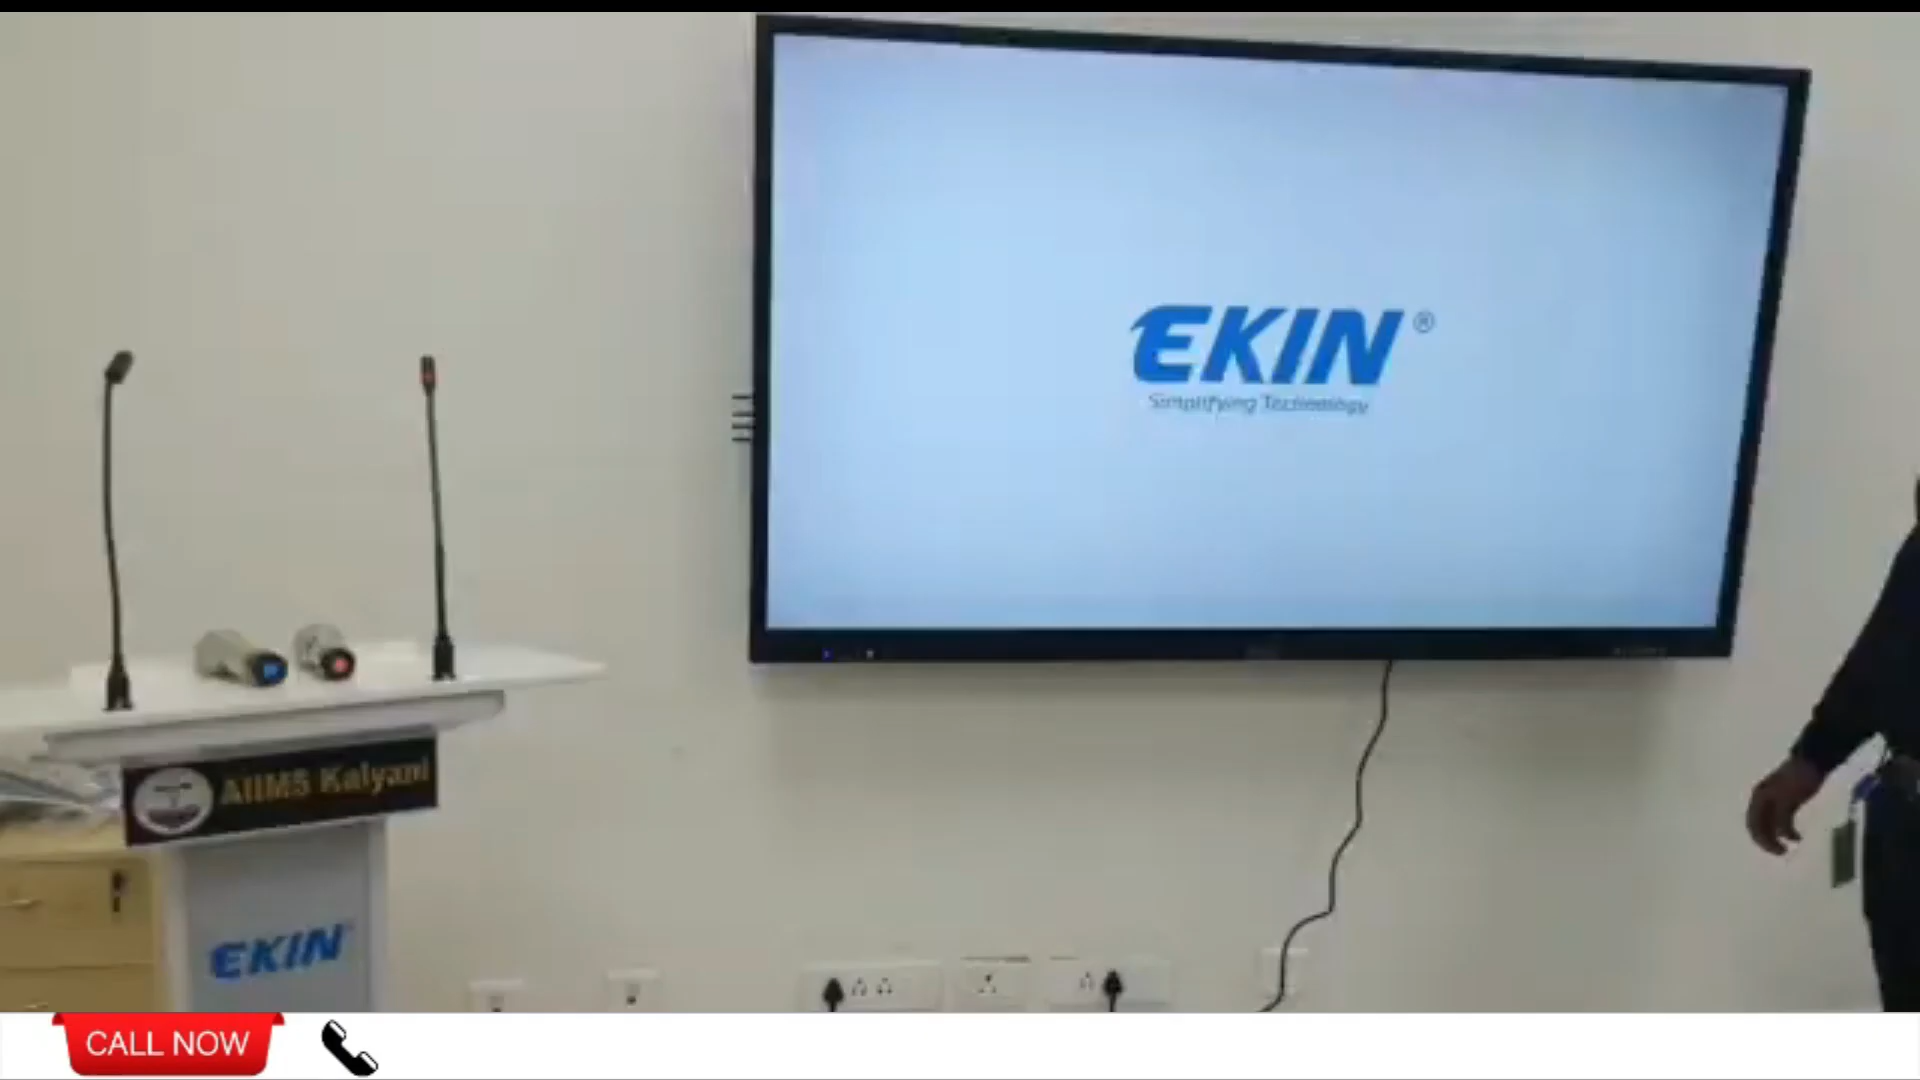 EKIN®
Simplifying Technology
AIIMS Kalyani
EKIN
CALL NOW